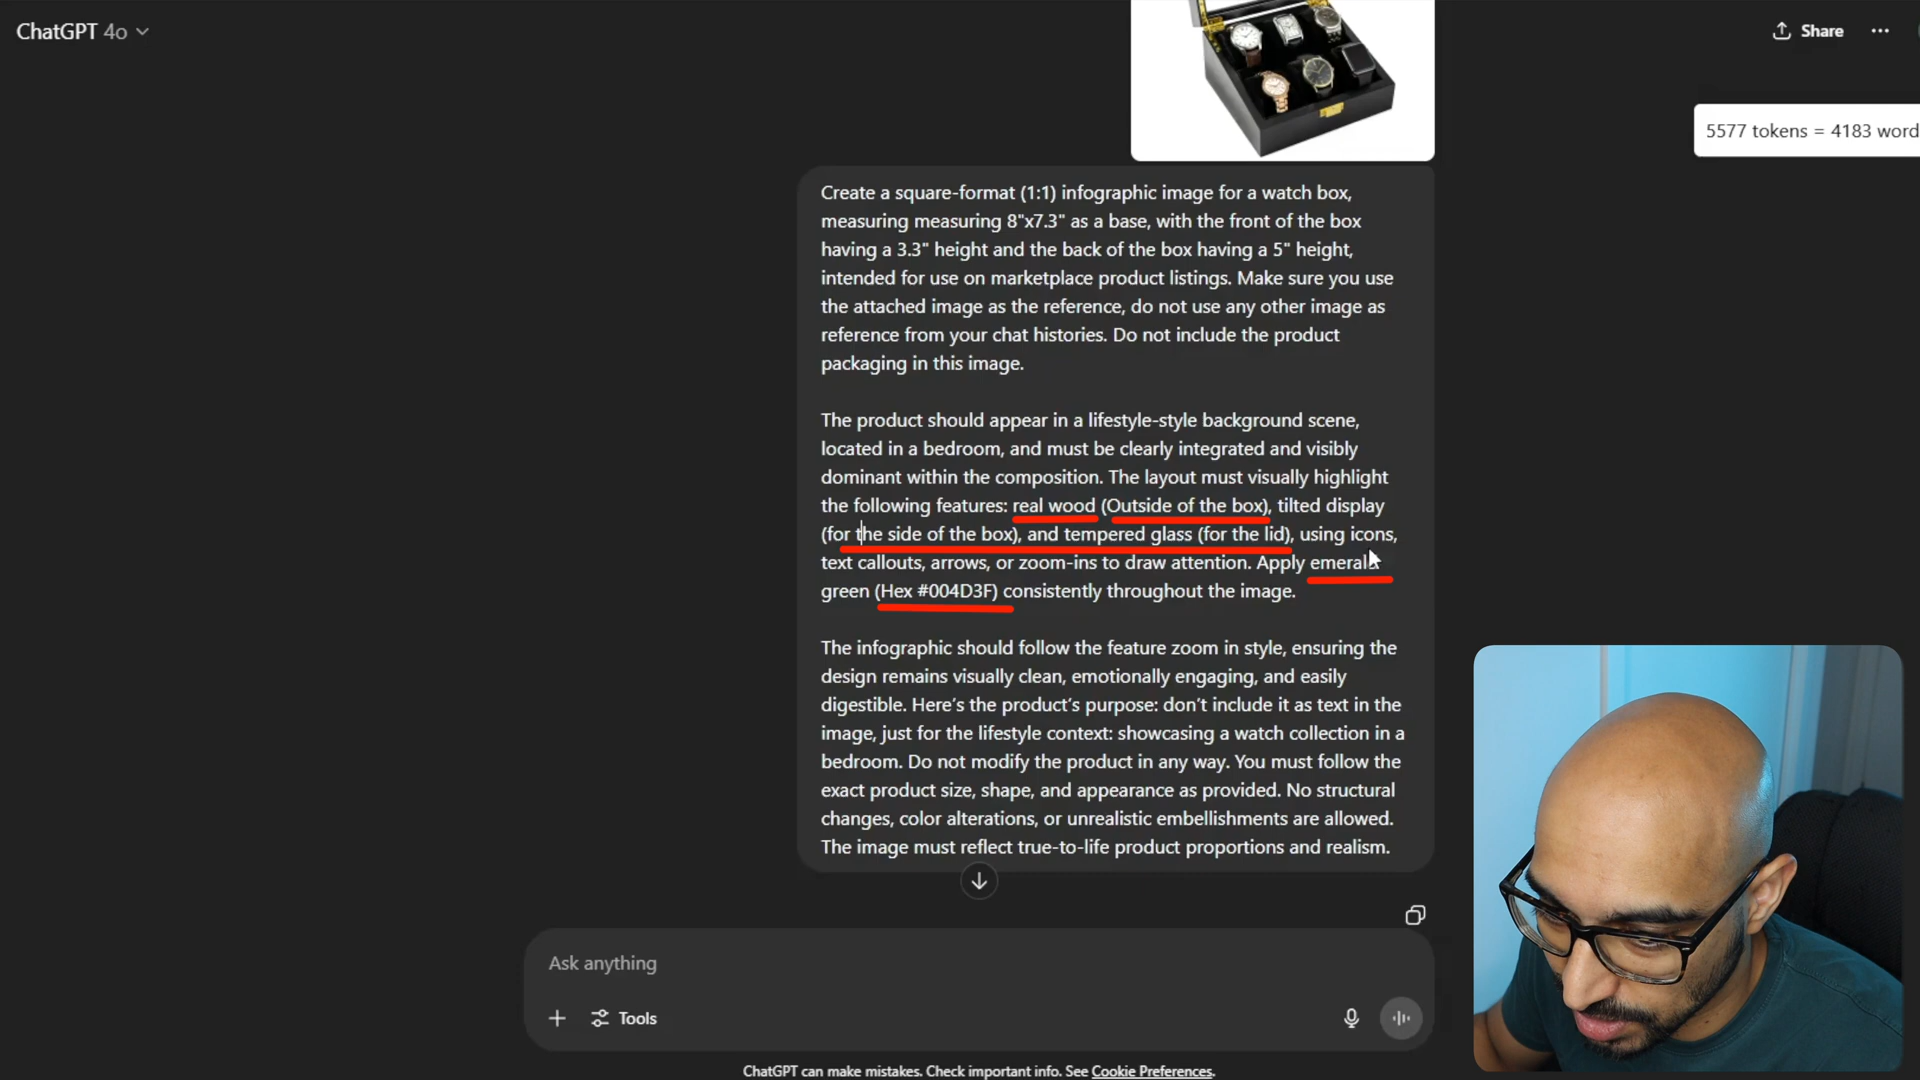 ChatGPT 4o
Share
5577 tokens = 4183 word
Create a square-format (1:1) infographic image for a watch box,
measuring measuring 8"x7.3" as a base, with the front of the box
having a 3.3" height and the back of the box having a 5" height,
intended for use on marketplace product listings. Make sure you use
the attached image as the reference, do not use any other image as
reference from your chat histories. Do not include the product
packaging in this image.
The product should appear in a lifestyle-style background scene,
located in a bedroom, and must be clearly integrated and visibly
dominant within the composition. The layout must visually highlight
the following features: real wood (Outside of the box), tilted display
(for the side of the box), and tempered glass (for the lid), using icons,
text callouts, arrows, or zoom-ins to draw attention. Apply emerald
green (Hex #004D3F) consistently throughout the image.
The infographic should follow the feature zoom in style, ensuring the
design remains visually clean, emotionally engaging, and easily
digestible. Here’s the product’s purpose: don’t include it as text in the
image, just for the lifestyle context: showcasing a watch collection in a
bedroom. Do not modify the product in any way. You must follow the
exact product size, shape, and appearance as provided. No structural
changes, color alterations, or unrealistic embellishments are allowed.
The image must reflect true-to-life product proportions and realism.
Ask anything
Tools
ChatGPT can make mistakes. Check important info. See Cookie Preferences.